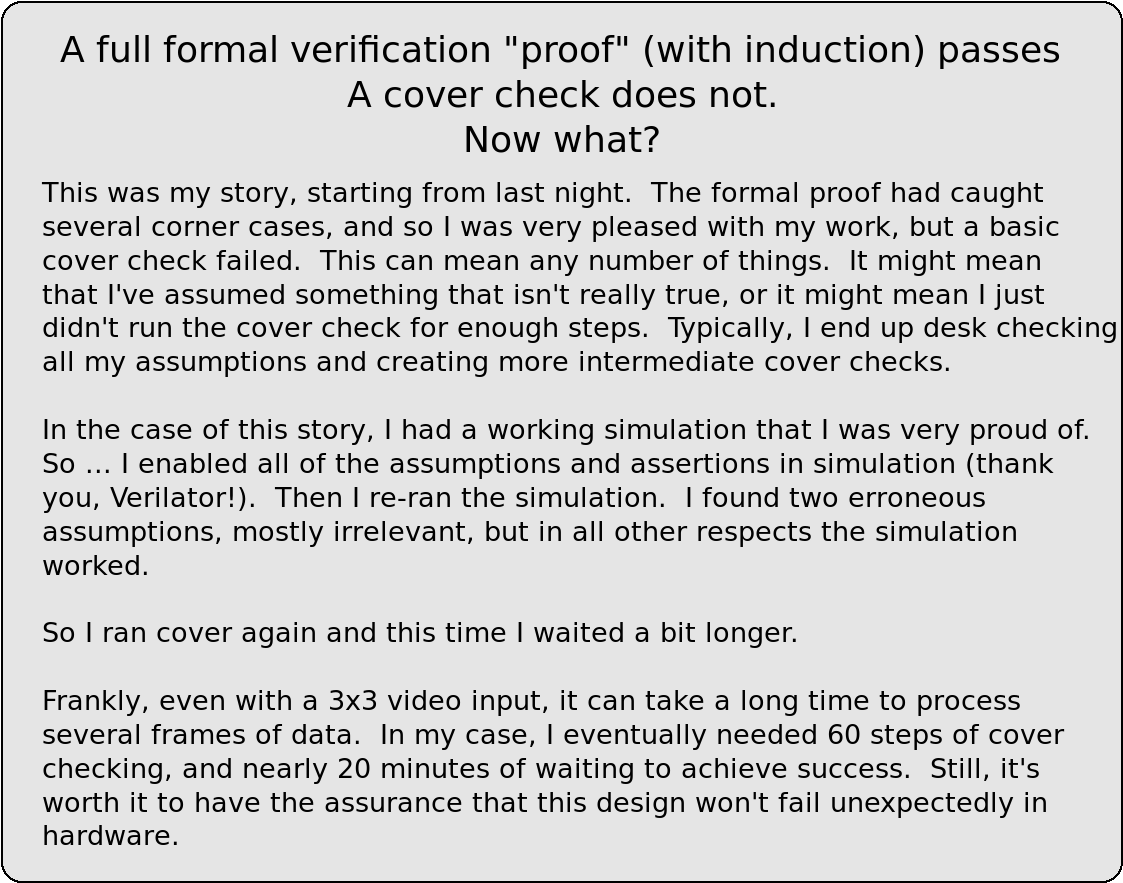 A full formal verification "proof" (with induction) passes
A cover check does not.
Now what?
This was my story, starting from last night.  The formal proof had caught
several corner cases, and so I was very pleased with my work, but a basic
cover check failed.  This can mean any number of things.  It might mean
that I've assumed something that isn't really true, or it might mean I just
didn't run the cover check for enough steps.  Typically, I end up desk checking
all my assumptions and creating more intermediate cover checks.
In the case of this story, I had a working simulation that I was very proud of.
So ... I enabled all of the assumptions and assertions in simulation (thank
you, Verilator!).  Then I re-ran the simulation.  I found two erroneous
assumptions, mostly irrelevant, but in all other respects the simulation
worked.
So I ran cover again and this time I waited a bit longer.
Frankly, even with a 3x3 video input, it can take a long time to process
several frames of data.  In my case, I eventually needed 60 steps of cover
checking, and nearly 20 minutes of waiting to achieve success.  Still, it's
worth it to have the assurance that this design won't fail unexpectedly in
hardware.